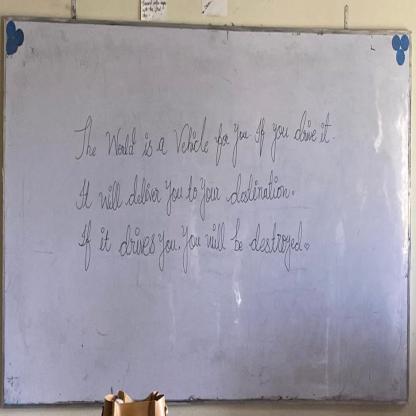 The World is a Vehicle for you If you drive it.
It will deliver you to your destination.
If it drives you. You will be destroyed.